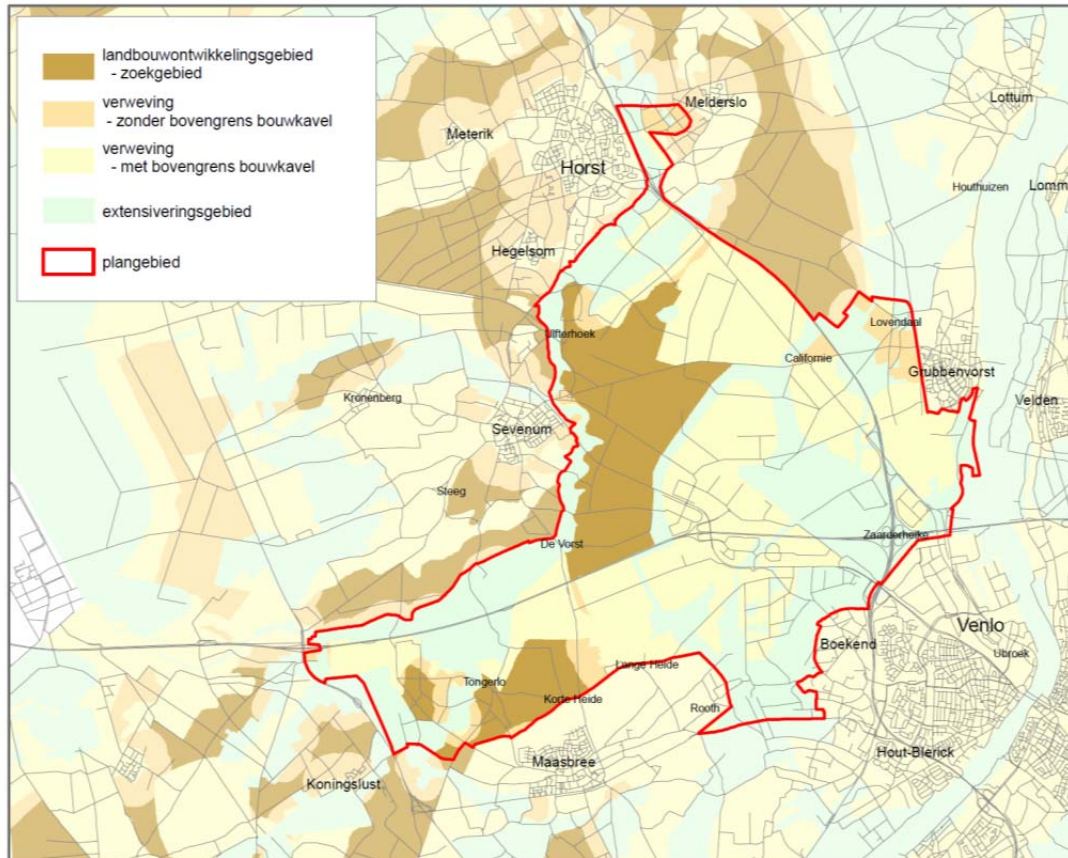 landbouwontwikkelingsgebied
- zoekgebied
verweving
- zonder bovengrens bouwkavel
verweving
- met bovengrens bouwkavel
extensiveringsgebied
plangebied
Melderslo
Lottum
Meterik
Horst
Houthuizen
Lomm
Hegelsom
Lovendaal
Ulfterhoek
Californie
Grubbenvorst
Kronenberg
Velden
Sevenum
Steeg
De Vorst
Zaarderheike
Venlo
Boekend
Ubroek
Lange Heide
Tongerlo
Korte Heide
Rooth
Hout-Blerick
Maasbree
Koningslust